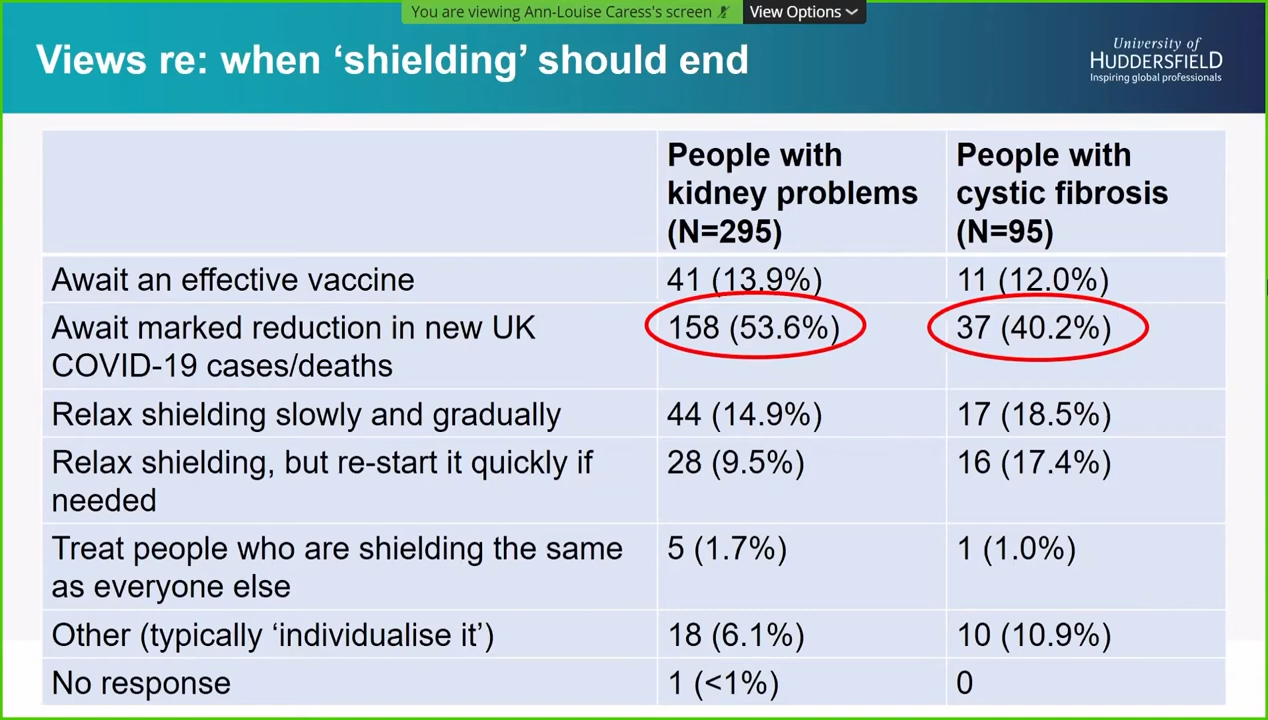 You are viewing Ann-Louise Caress's screen
View Options
Views re: when ‘shielding’ should end
University of
HUDDERSFIELD
Inspiring global professionals
People with
kidney problems
(N=295)
People with
cystic fibrosis
(N=95)
Await an effective vaccine
41 (13.9%)
11 (12.0%)
Await marked reduction in new UK
COVID-19 cases/deaths
158 (53.6%)
37 (40.2%)
Relax shielding slowly and gradually
44 (14.9%)
17 (18.5%)
Relax shielding, but re-start it quickly if
needed
28 (9.5%)
16 (17.4%)
Treat people who are shielding the same
as everyone else
5 (1.7%)
1 (1.0%)
Other (typically ‘individualise it’)
18 (6.1%)
10 (10.9%)
No response
1 (<1%)
0